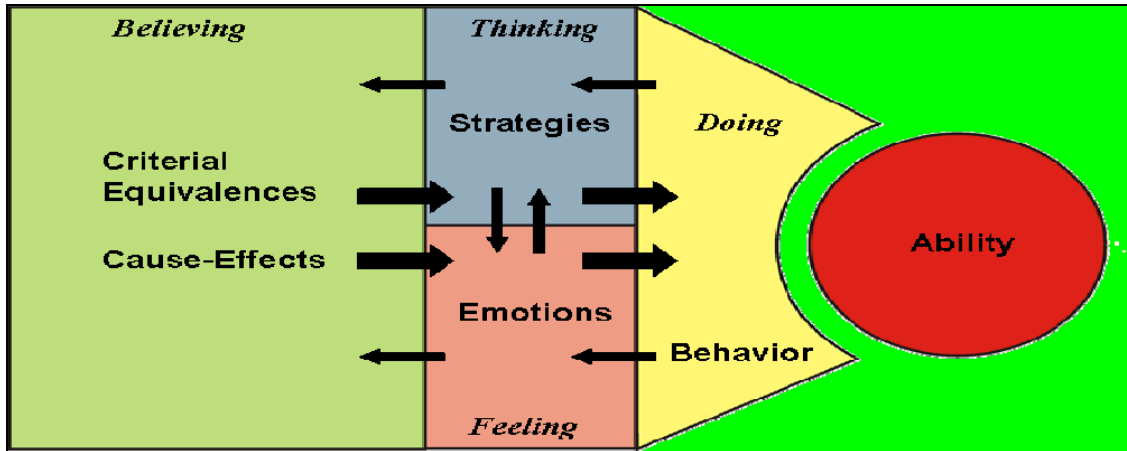 Believing
Thinking
Strategies
Doing
Criterial
Equivalences
Cause-Effects
Ability
Emotions
Behavior
Feeling